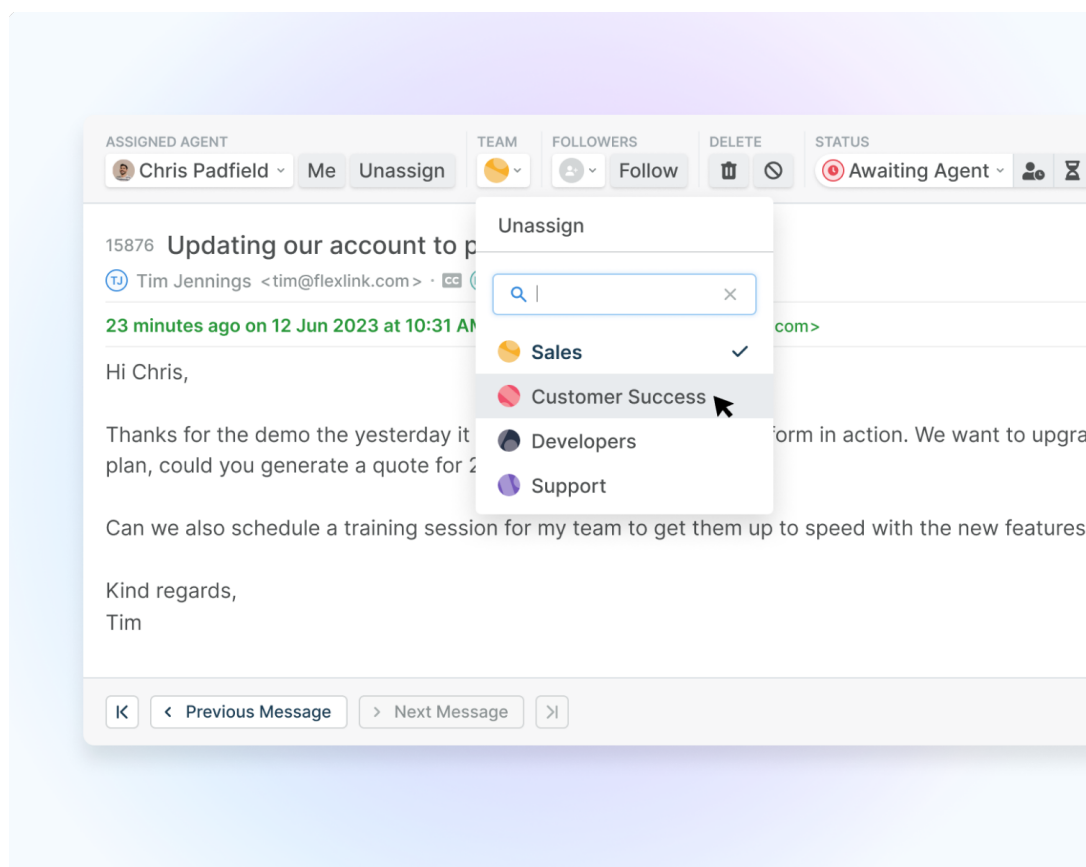 ASSIGNED AGENT TEAM FOLLOWERS DELETE STATUS
Chris Padfield Me Unassign Follow Awaiting Agent
Unassign
15876 Updating our account to
TJ Tim Jennings <tim@flexlink.com> · CC
23 minutes ago on 12 Jun 2023 at 10:31 AM com>
Sales
Hi Chris,
Customer Success
Thanks for the demo the yesterday it form in action. We want to
Developers
plan, could you generate a quote for
Support
Can we also schedule a training session for my team to get them up to speed with the new features
Kind regards,
Tim
Previous Message Next Message